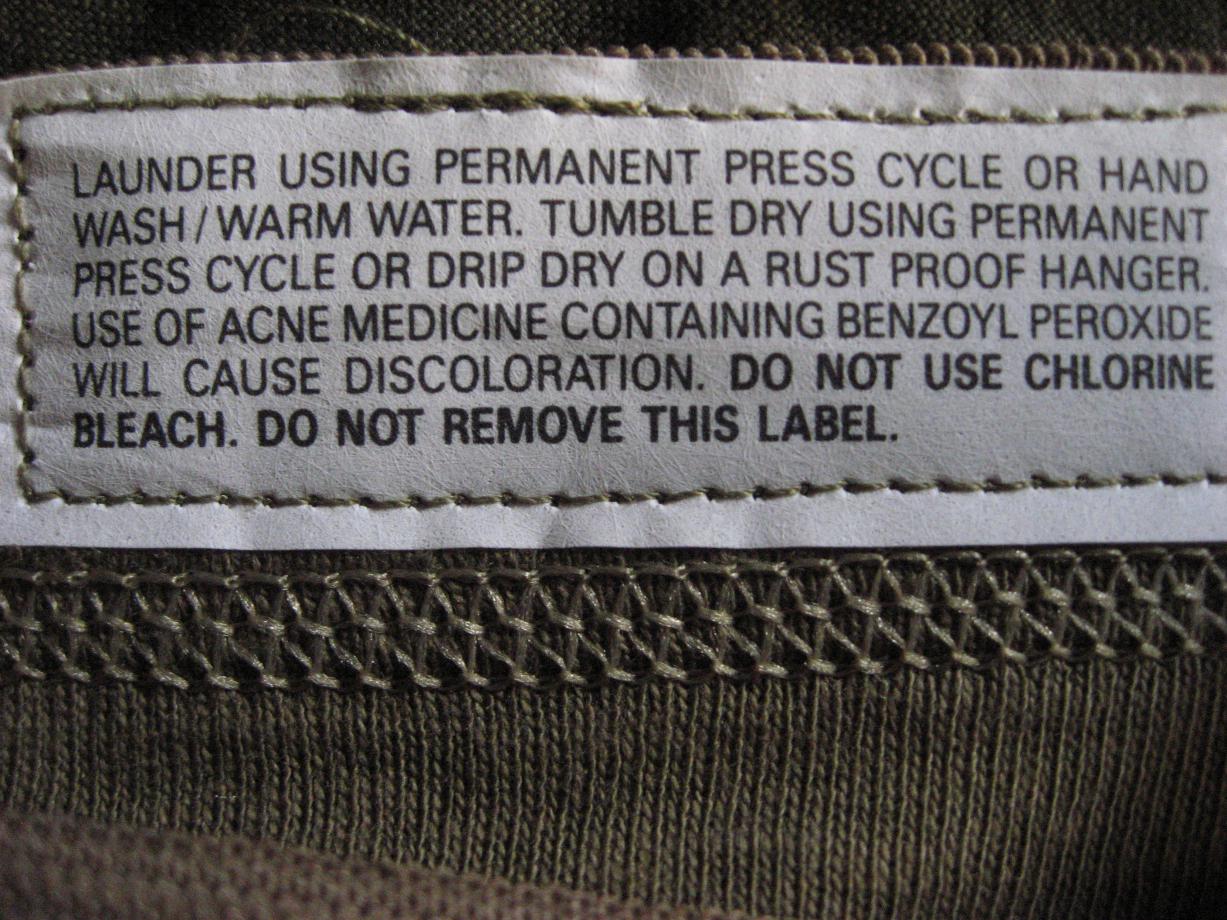 LAUNDER USING PERMANENT PRESS CYCLE OR HAND
WASH / WARM WATER. TUMBLE DRY USING PERMANENT
PRESS CYCLE OR DRIP DRY ON A RUST PROOF HANGER.
USE OF ACNE MEDICINE CONTAINING BENZOYL PEROXIDE
WILL CAUSE DISCOLORATION. DO NOT USE CHLORINE
BLEACH. DO NOT REMOVE THIS LABEL.